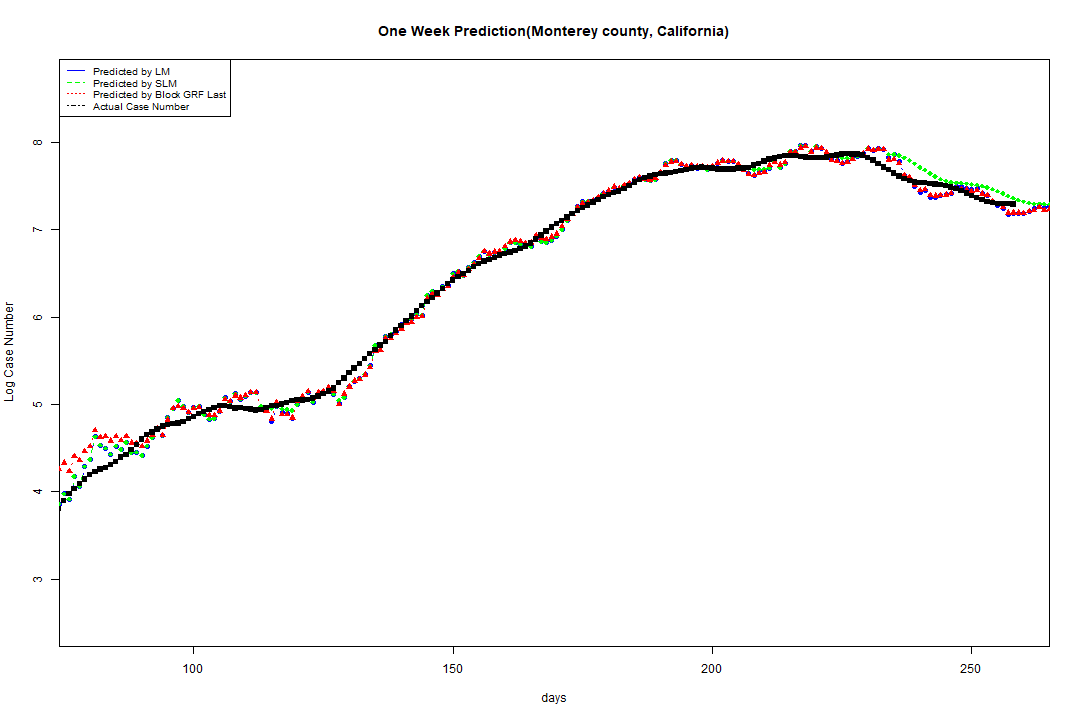 One Week Prediction(Monterey county, California)
Predicted by LM
Predicted by SLM
Predicted by Block GRF Last
Actual Case Number
8
7
6
5
4
3
Log Case Number
100 150 200 250
days